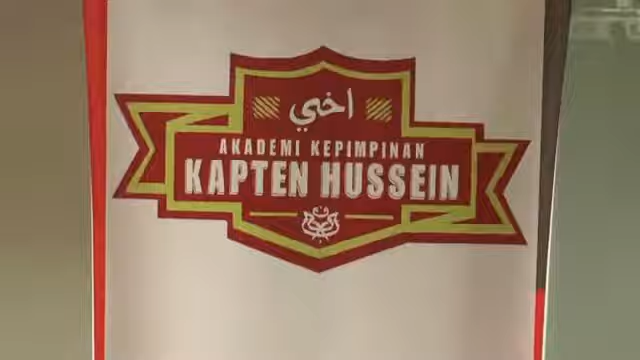 اخي
AKADEMI KEPIMPINAN
KAPTEN HUSSEIN